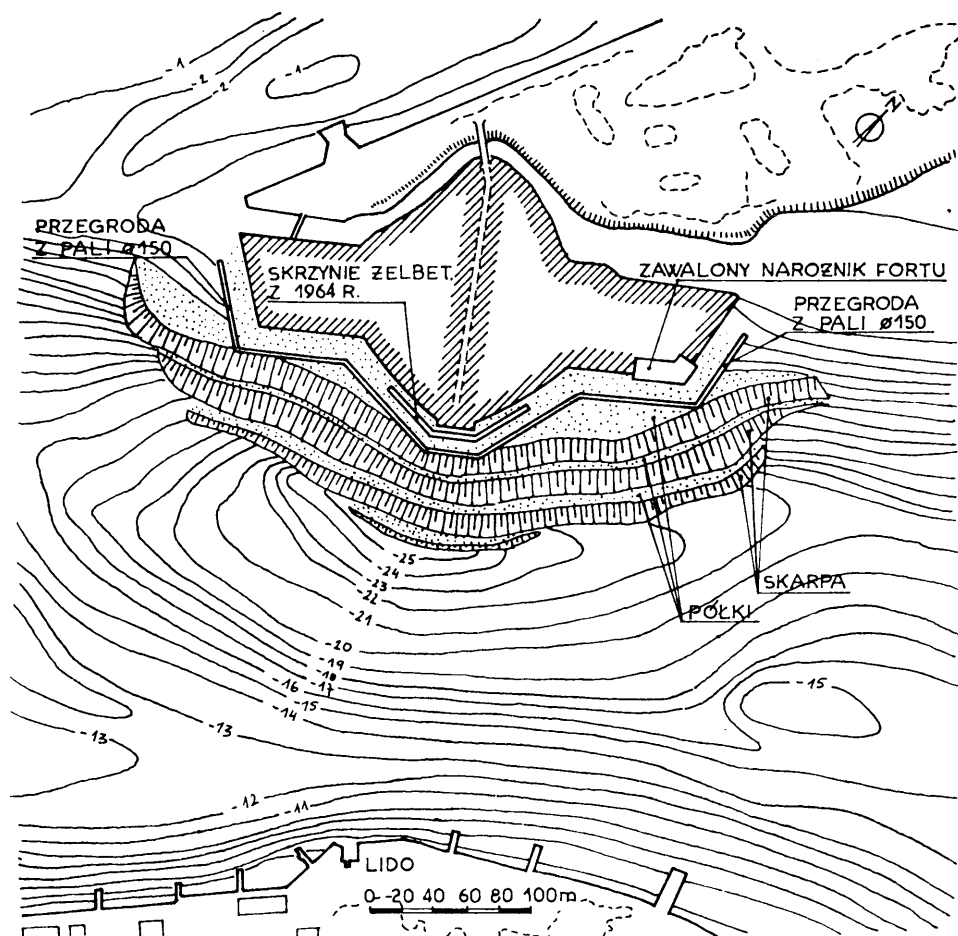 -1
-2
-2
-1
N
PRZEGRODA
Z PALI ø150
SKRZYNIE ŻELBET.
Z 1964 R.
ZAWALONY NAROŻNIK FORTU
PRZEGRODA
Z PALI ø150
-25
-24
-23
-22
-21
-20
-19
-18
-17
-16
-15
-14
-13
-13
-15
SKARPA
PÓŁKI
-12
-11
LIDO
0 20 40 60 80 100m